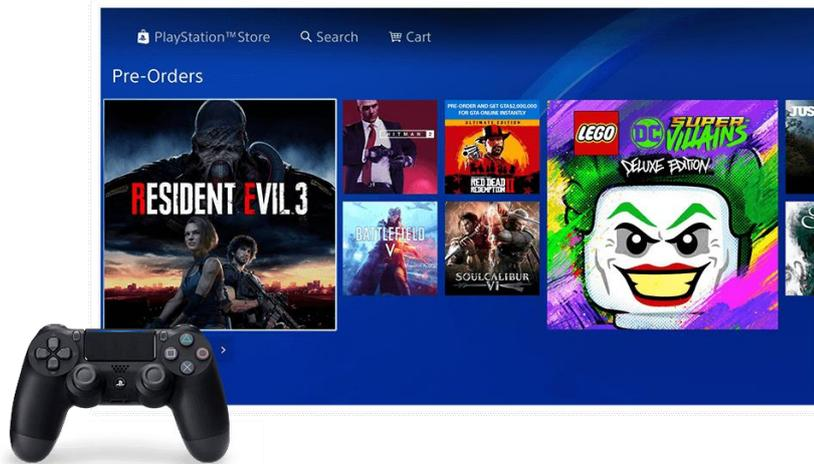 PlayStation™Store
Search
Cart
Pre-Orders
RESIDENT EVIL 3
HITMAN 2
PRE-ORDER AND GET GTA$2,000,000
FOR GTA ONLINE INSTANTLY
ULTIMATE EDITION
RED DEAD
REDEMPTION II
LEGO DC SUPER
VILLAINS
DELUXE EDITION
JUS
BATTLEFIELD
V
SOULCALIBUR
VI